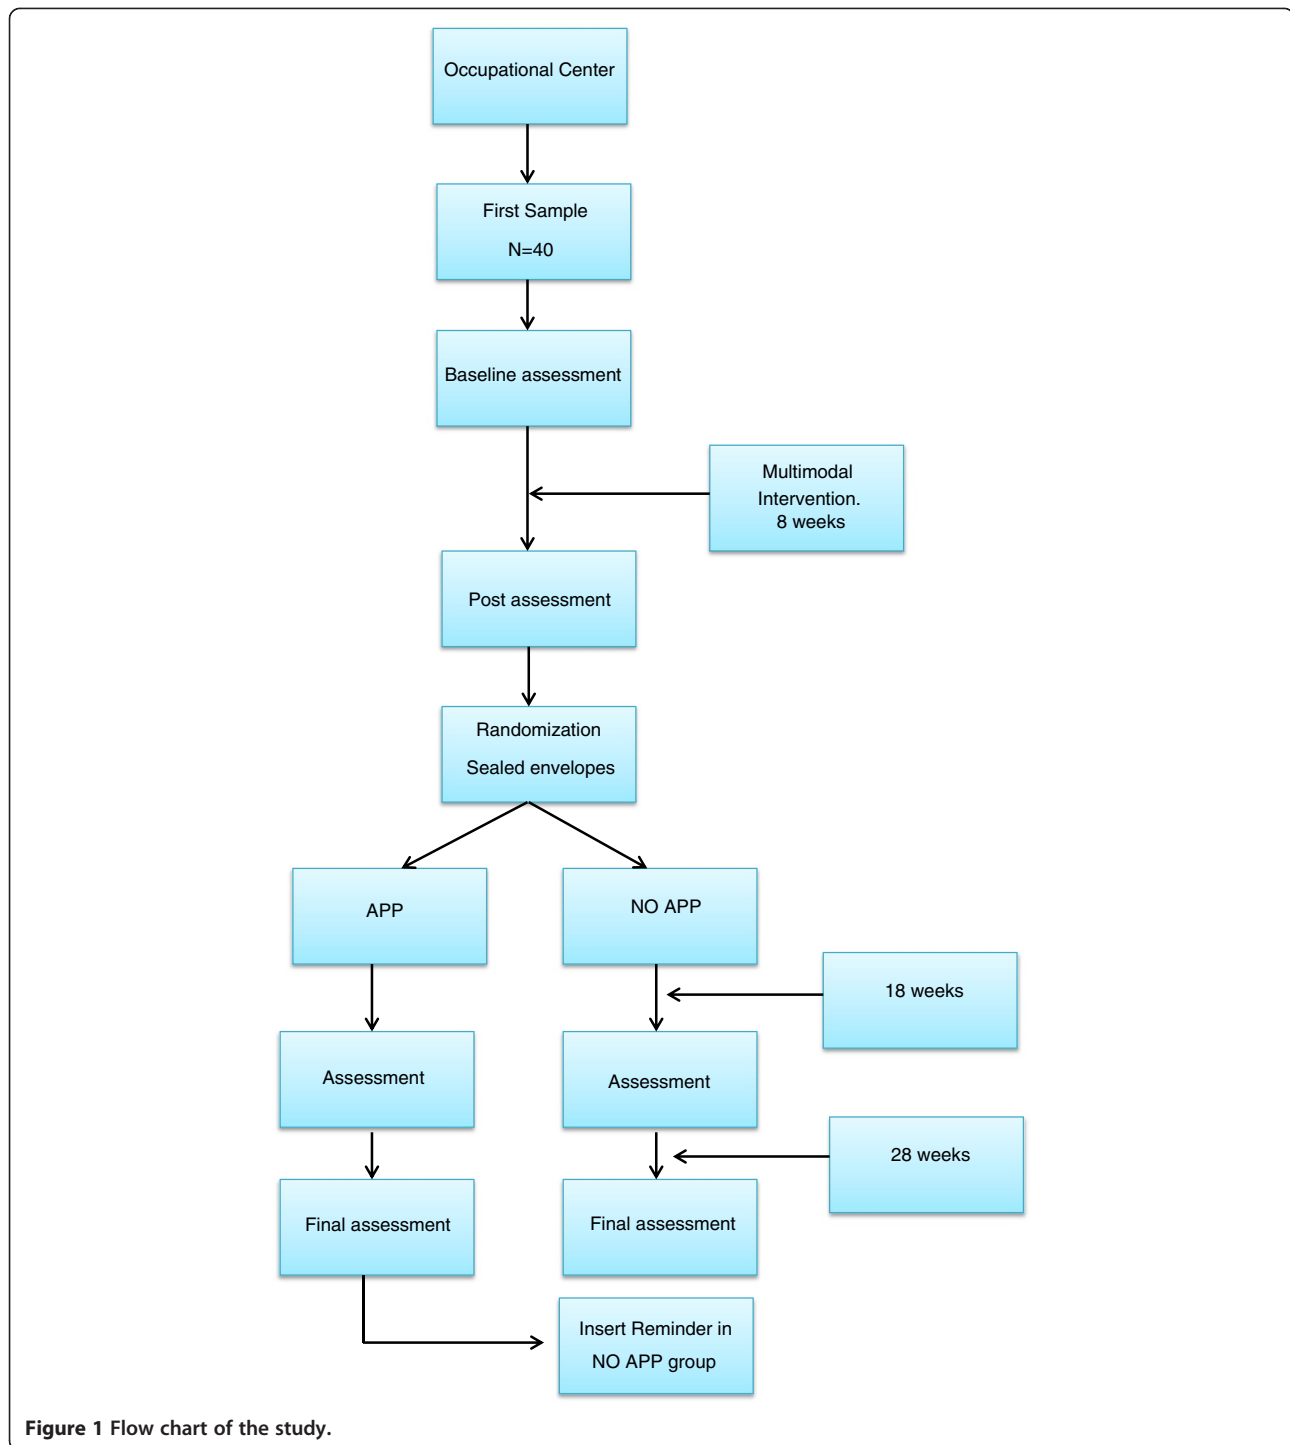 Occupational Center
First Sample
N=40
Baseline assessment
Multimodal
Intervention.
8 weeks
Post assessment
Randomization
Sealed envelopes
APP
NO APP
18 weeks
Assessment
Assessment
28 weeks
Final assessment
Final assessment
Insert Reminder in
NO APP group
Figure 1 Flow chart of the study.